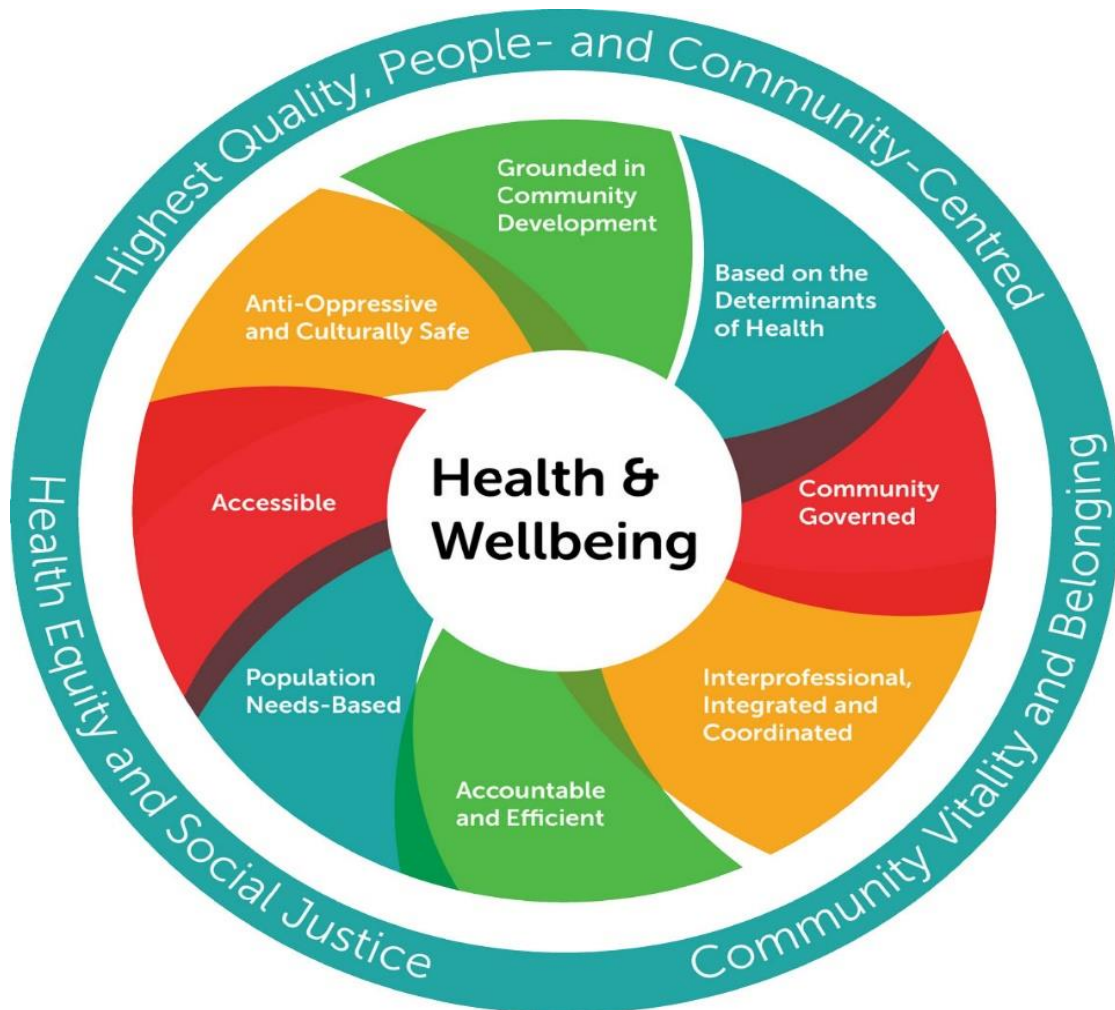 Highest Quality, People- and Community-Centred
Grounded in
Community
Development
Based on the
Determinants
of Health
Anti-Oppressive
and Culturally Safe
Health &
Wellbeing
Accessible
Community
Governed
Population
Needs-Based
Interprofessional,
Integrated and
Coordinated
Accountable
and Efficient
Health Equity and Social Justice
Community Vitality and Belonging